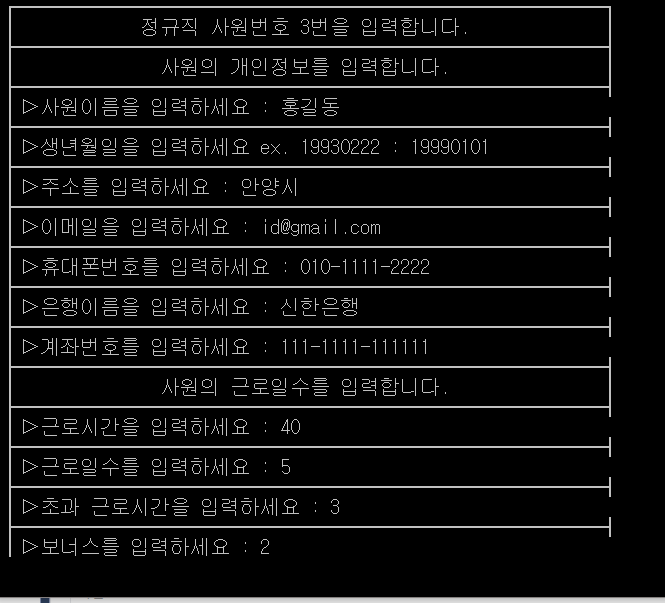 정규직 사원번호 3번을 입력합니다.
사원의 개인정보를 입력합니다.
▷사원이름을 입력하세요 : 홍길동
▷생년월일을 입력하세요 ex. 19930222 : 19990101
▷주소를 입력하세요 : 안양시
▷이메일을 입력하세요 : id@gmail.com
▷휴대폰번호를 입력하세요 : 010-1111-2222
▷은행이름을 입력하세요 : 신한은행
▷계좌번호를 입력하세요 : 111-1111-111111
사원의 근로일수를 입력합니다.
▷근로시간을 입력하세요 : 40
▷근로일수를 입력하세요 : 5
▷초과 근로시간을 입력하세요 : 3
▷보너스를 입력하세요 : 2